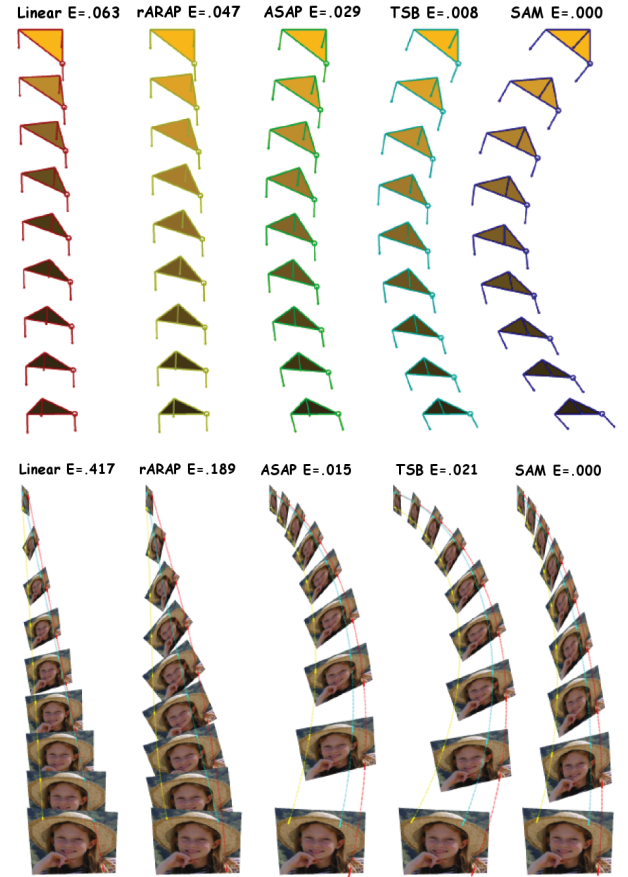 Linear E=.063 rARAP E=.047 ASAP E=.029 TSB E=.008 SAM E=.000
Linear E=.417 rARAP E=.189 ASAP E=.015 TSB E=.021 SAM E=.000